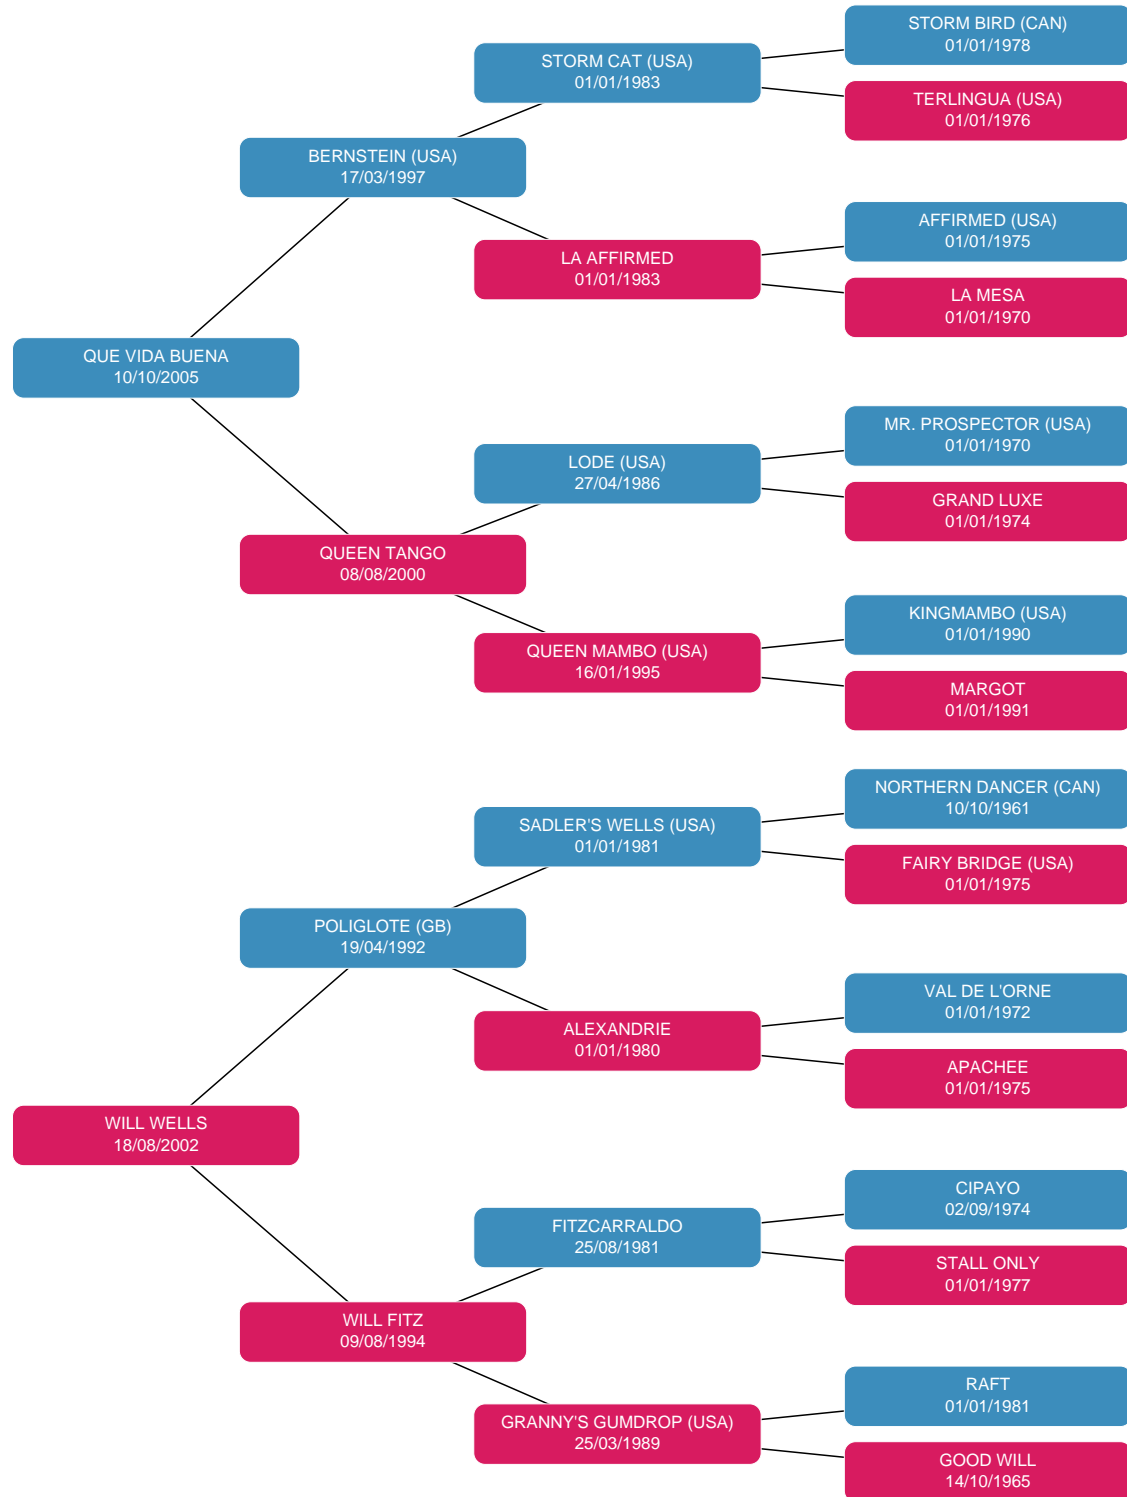 STORM BIRD (CAN)
01/01/1978
STORM CAT (USA)
01/01/1983
TERLINGUA (USA)
01/01/1976
BERNSTEIN (USA)
17/03/1997
AFFIRMED (USA)
01/01/1975
LA AFFIRMED
01/01/1983
LA MESA
01/01/1970
QUE VIDA BUENA
10/10/2005
MR. PROSPECTOR (USA)
01/01/1970
LODE (USA)
27/04/1986
GRAND LUXE
01/01/1974
QUEEN TANGO
08/08/2000
KINGMAMBO (USA)
01/01/1990
QUEEN MAMBO (USA)
16/01/1995
MARGOT
01/01/1991
NORTHERN DANCER (CAN)
10/10/1961
SADLER'S WELLS (USA)
01/01/1981
FAIRY BRIDGE (USA)
01/01/1975
POLIGLOTE (GB)
19/04/1992
VAL DE L'ORNE
01/01/1972
ALEXANDRIE
01/01/1980
APACHEE
01/01/1975
WILL WELLS
18/08/2002
CIPAYO
02/09/1974
FITZCARRALDO
25/08/1981
STALL ONLY
01/01/1977
WILL FITZ
09/08/1994
RAFT
01/01/1981
GRANNY'S GUMDROP (USA)
25/03/1989
GOOD WILL
14/10/1965